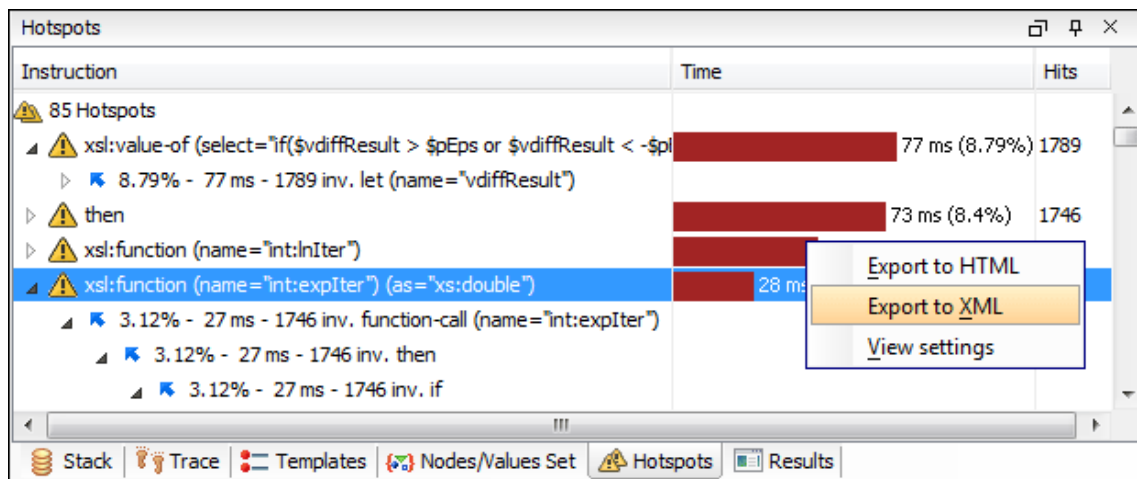 Hotspots
Instruction Time Hits
85 Hotspots
xsl:value-of (select="if($vdiffResult > $pEps or $vdiffResult < -$pl 77 ms (8.79%) 1789
8.79% - 77 ms - 1789 inv. let (name="vdiffResult")
then 73 ms (8.4%) 1746
xsl:function (name="int:lnIter")
xsl:function (name="int:expIter") (as="xs:double") 28 ms
3.12% - 27 ms - 1746 inv. function-call (name="int:expIter")
3.12% - 27 ms - 1746 inv. then
3.12% - 27 ms - 1746 inv. if
Export to HTML
Export to XML
View settings
Stack Trace Templates Nodes/Values Set Hotspots Results